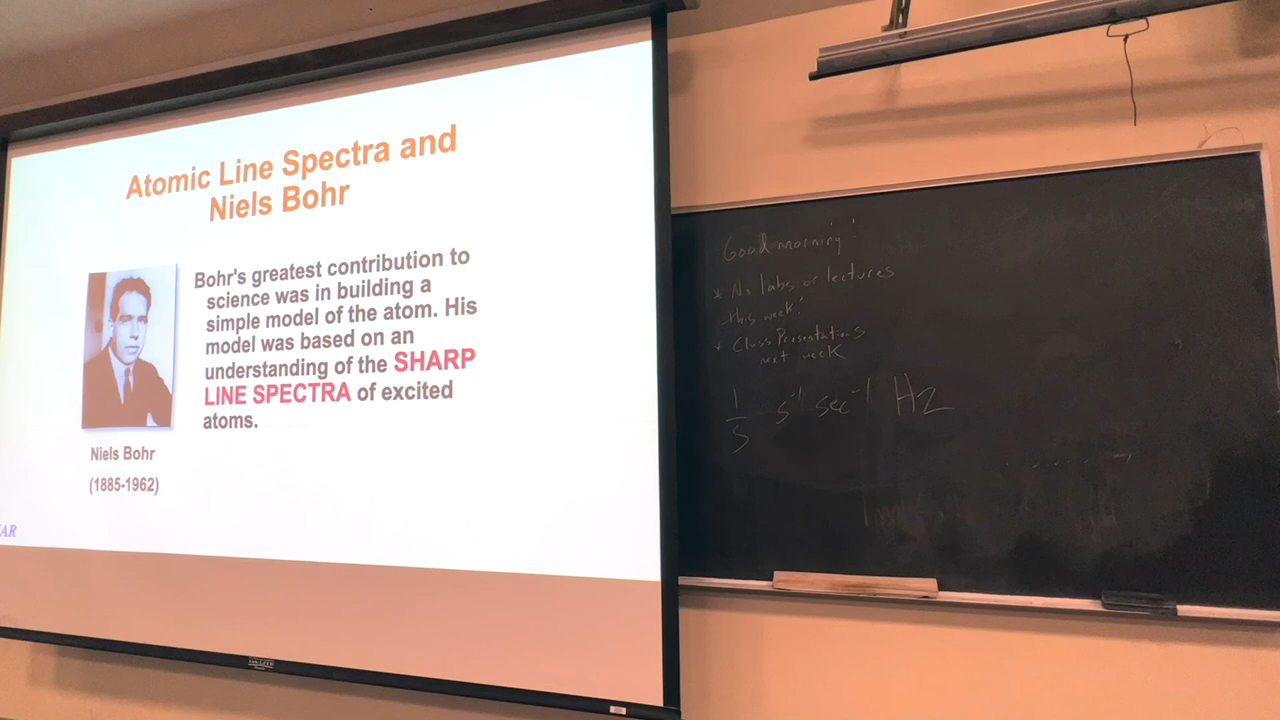 Atomic Line Spectra and
Niels Bohr
Bohr's greatest contribution to
science was in building a
simple model of the atom. His
model was based on an
understanding of the SHARP
LINE SPECTRA of excited
atoms.
Niels Bohr
(1885-1962)
AR
Good morning!
* No labs or lectures
this week!
* Class Presentations
next week
1/s s⁻¹ sec⁻¹ Hz